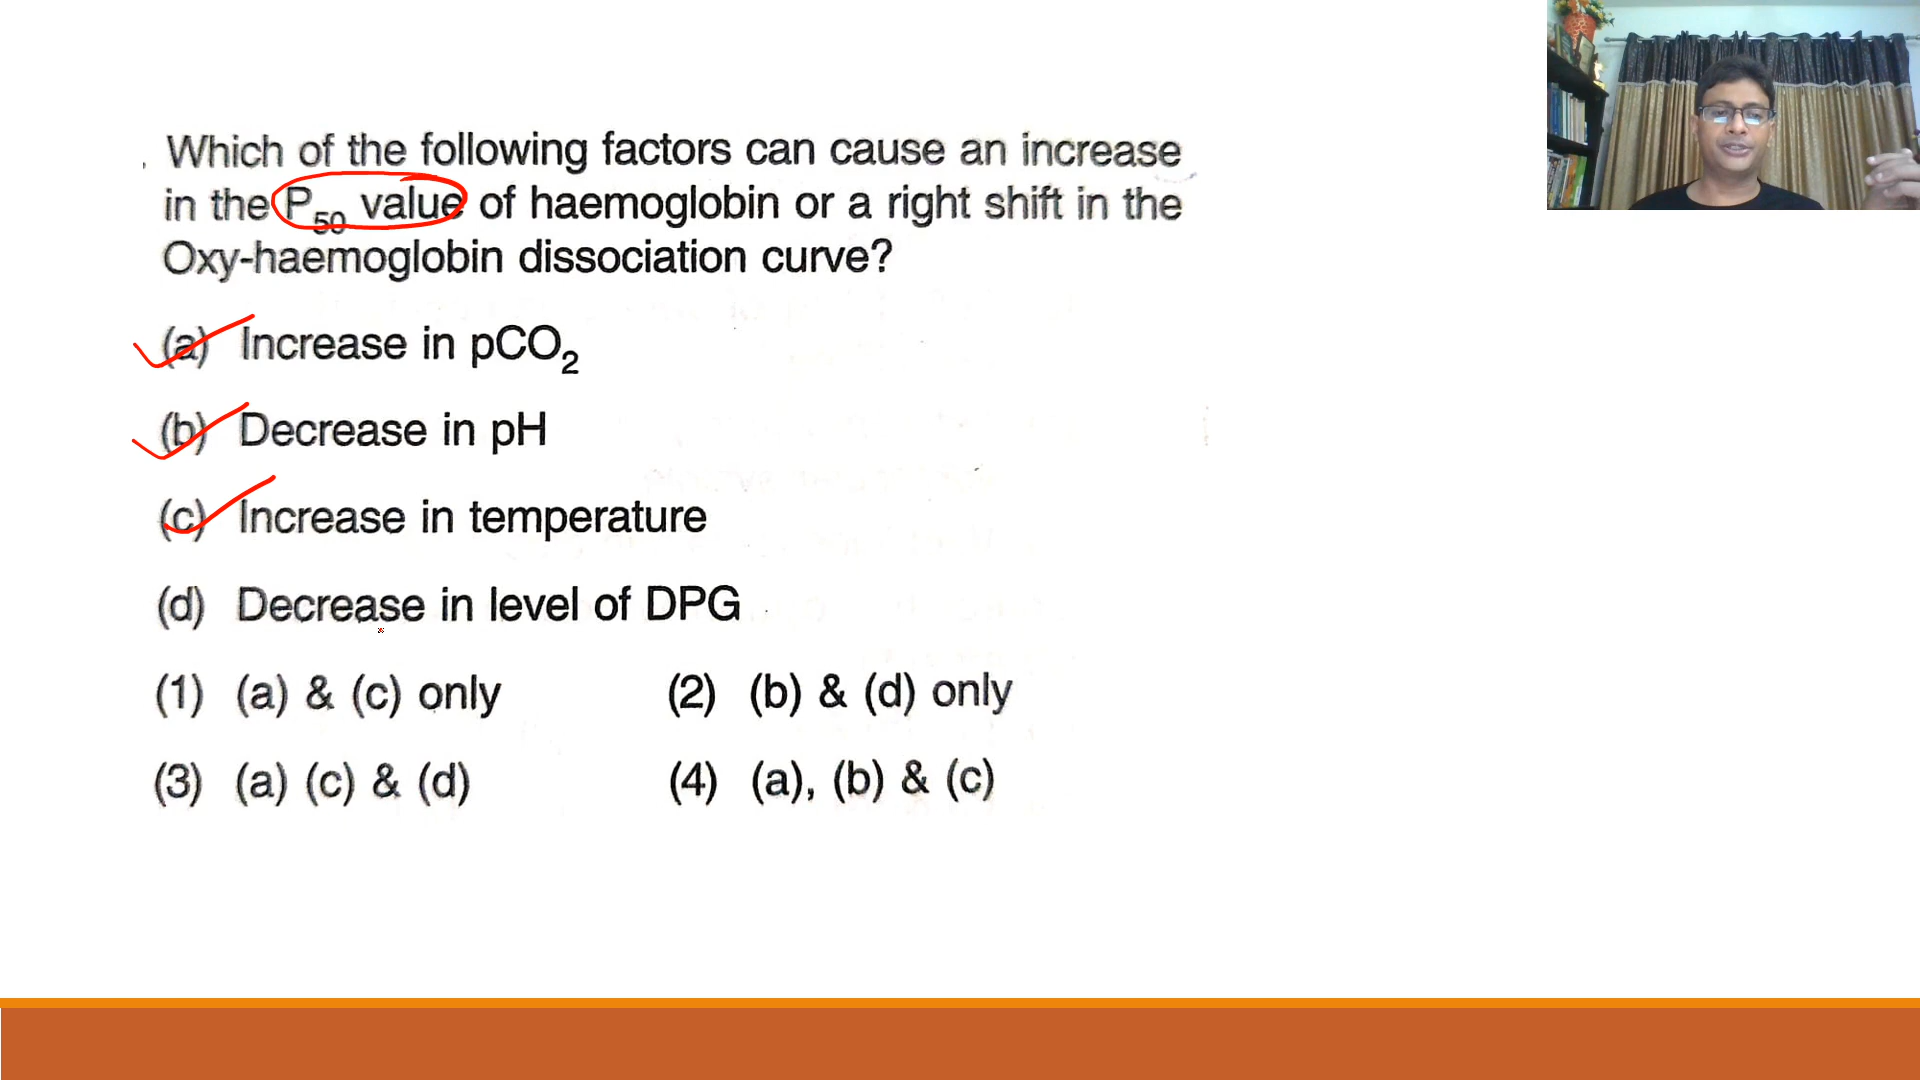 Which of the following factors can cause an increase
in the P₅₀ value of haemoglobin or a right shift in the
Oxy-haemoglobin dissociation curve?
(a) Increase in pCO₂
(b) Decrease in pH
(c) Increase in temperature
(d) Decrease in level of DPG
(1) (a) & (c) only (2) (b) & (d) only
(3) (a) (c) & (d) (4) (a), (b) & (c)